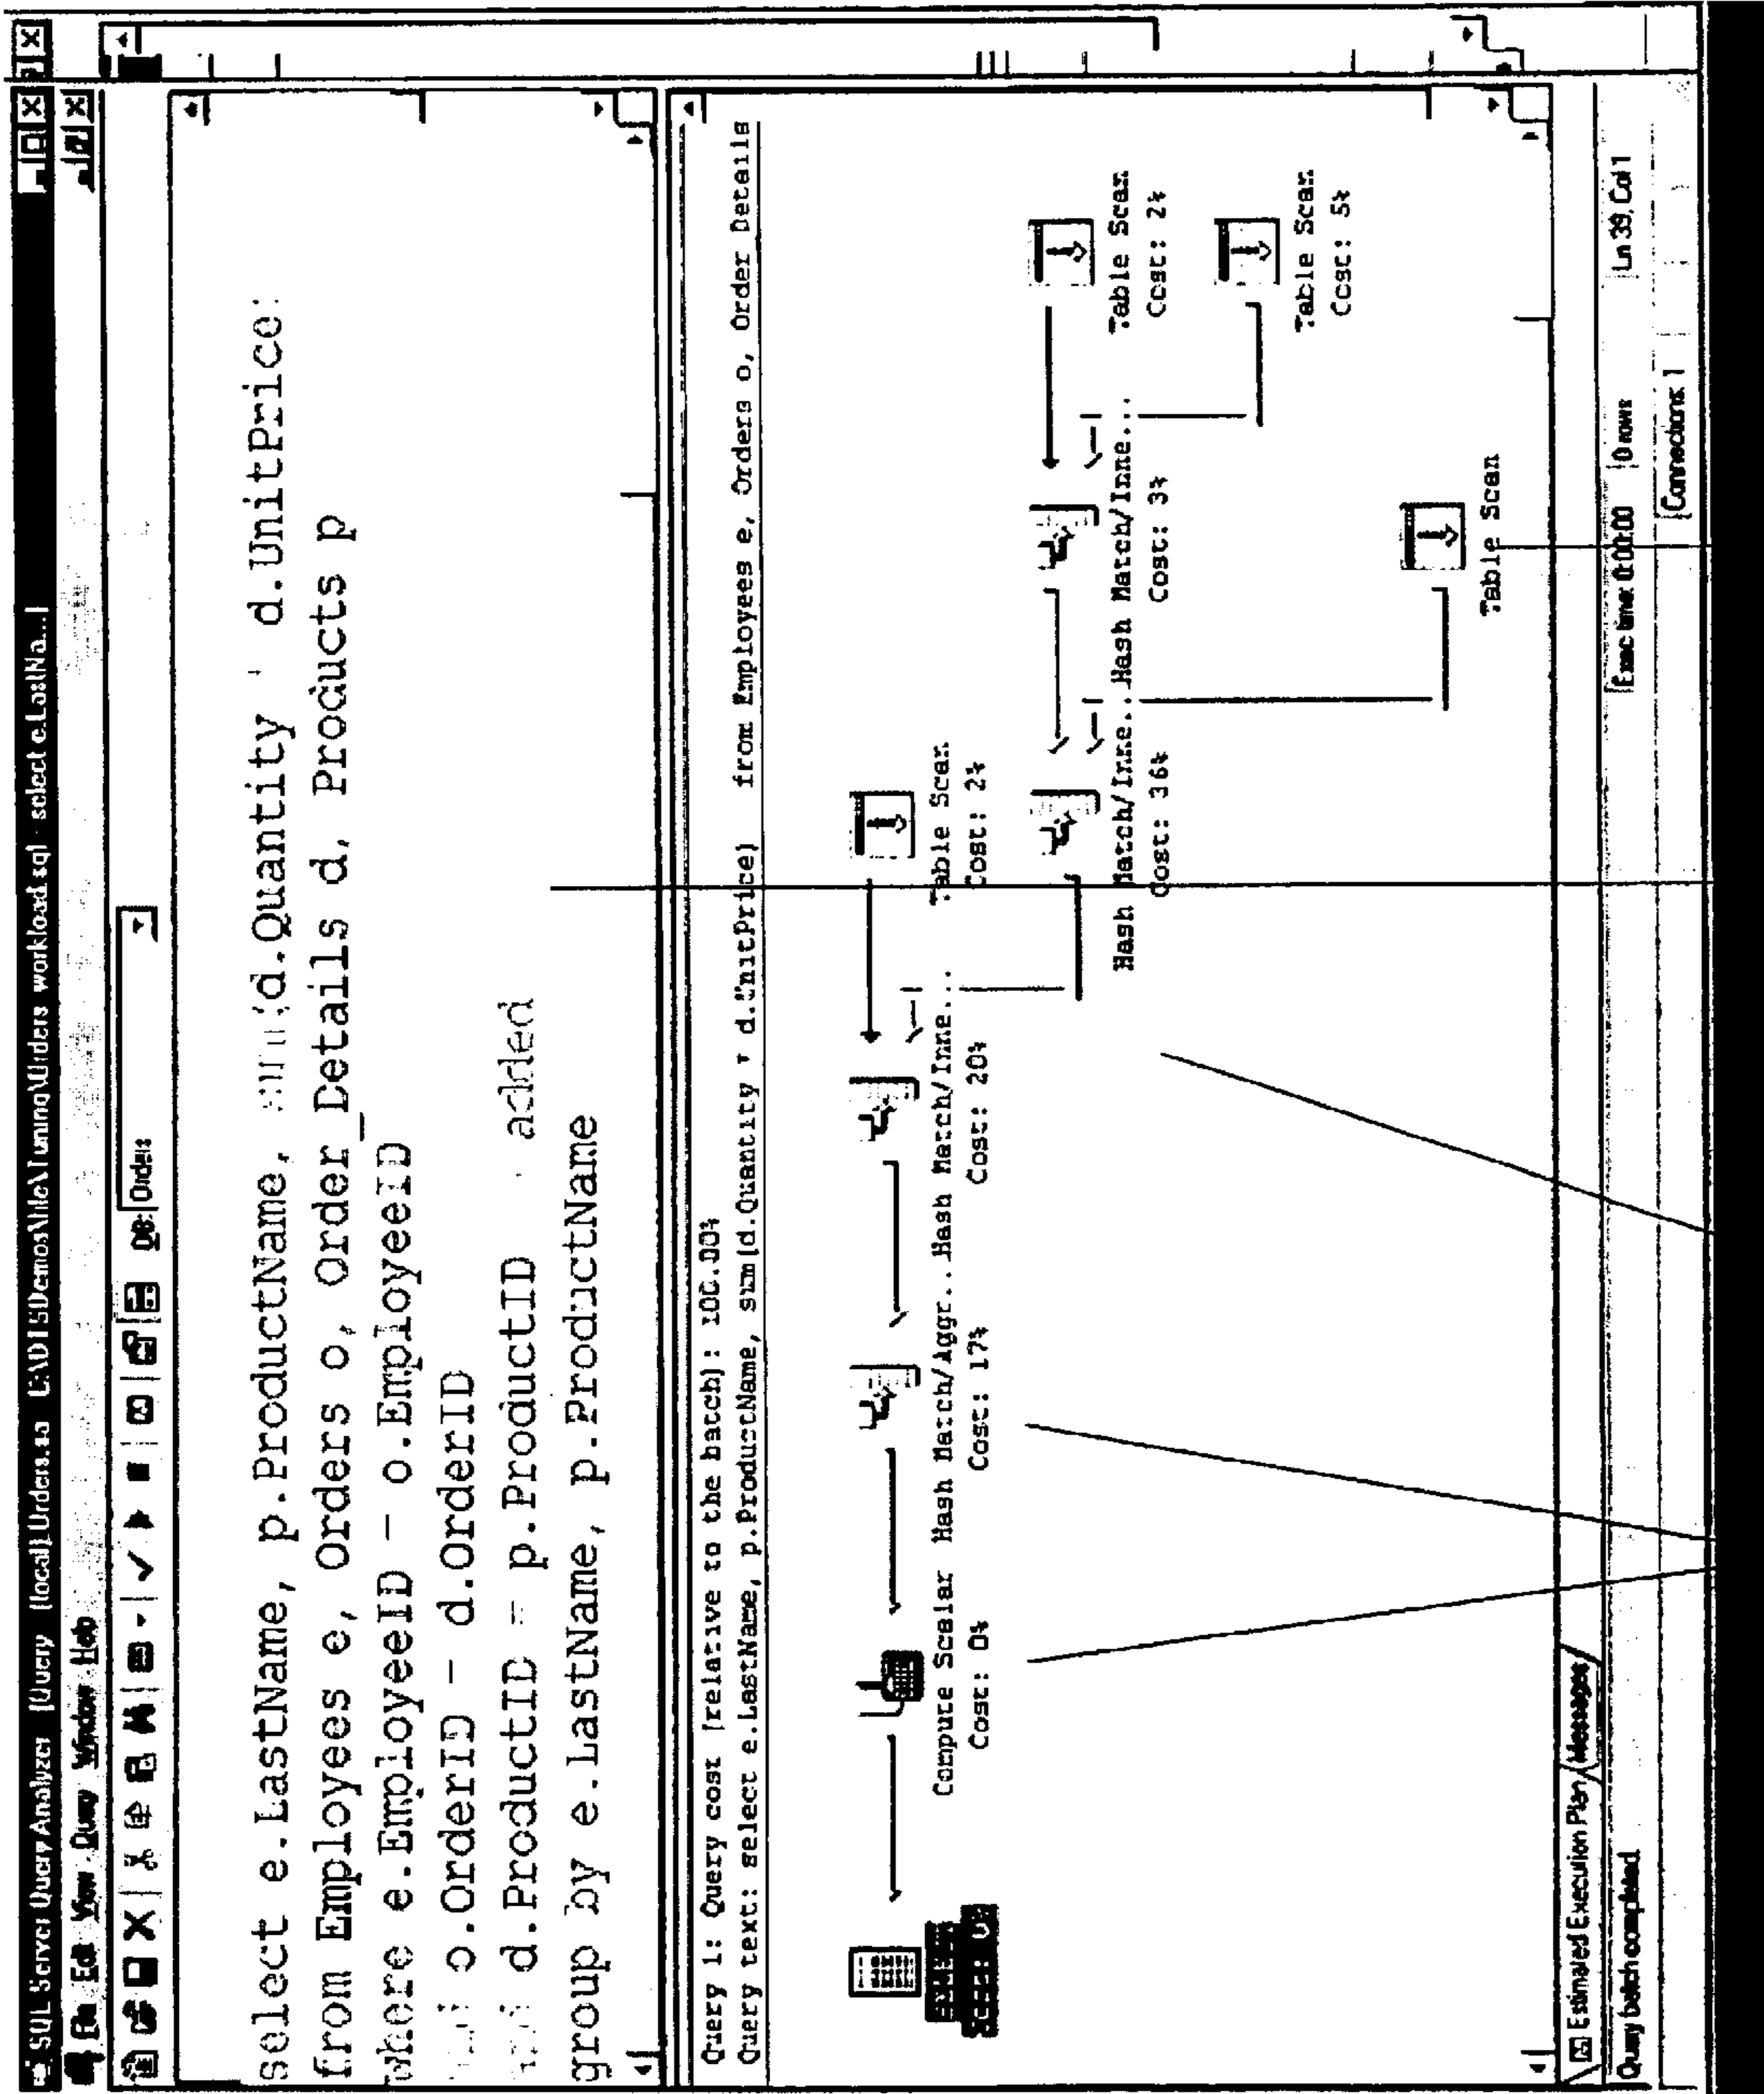 SQL Server Query Analyzer
File Edit View Query Window Help
DB: Orders
select e.LastName, p.ProductName, sum(d.Quantity * d.UnitPrice)
from Employees e, Orders o, Order_Details d, Products p
where e.EmployeeID = o.EmployeeID
and o.OrderID = d.OrderID
and d.ProductID = p.ProductID added
group by e.LastName, p.ProductName
Query 1: Query cost (relative to the batch): 100.00%
Query text: select e.LastName, p.ProductName, sum(d.Quantity * d.UnitPrice) from Employees e, Orders o, Order Details
Compute Scalar Hash Match/Aggr.. Hash Match/Inne... Table Scan
Cost: 0% Cost: 17% Cost: 20% Cost: 2%
Hash Match/Inne.. Hash Match/Inne... Table Scan
Cost: 36% Cost: 3% Cost: 2%
Table Scan
Cost: 5%
Table Scan
Estimated Execution Plan Messages
Query batch completed Exec time: 0:00:00 0 rows Ln 39, Col 1
Connections: 1